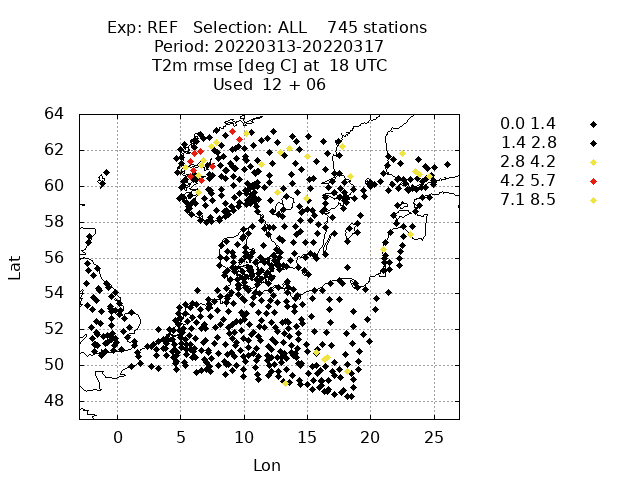 Exp: REF   Selection: ALL    745 stations
Period: 20220313-20220317
T2m rmse [deg C] at  18 UTC
Used  12 + 06
64
62
60
58
56
54
52
50
48
Lat
0 5 10 15 20 25
Lon
0.0 1.4
1.4 2.8
2.8 4.2
4.2 5.7
7.1 8.5